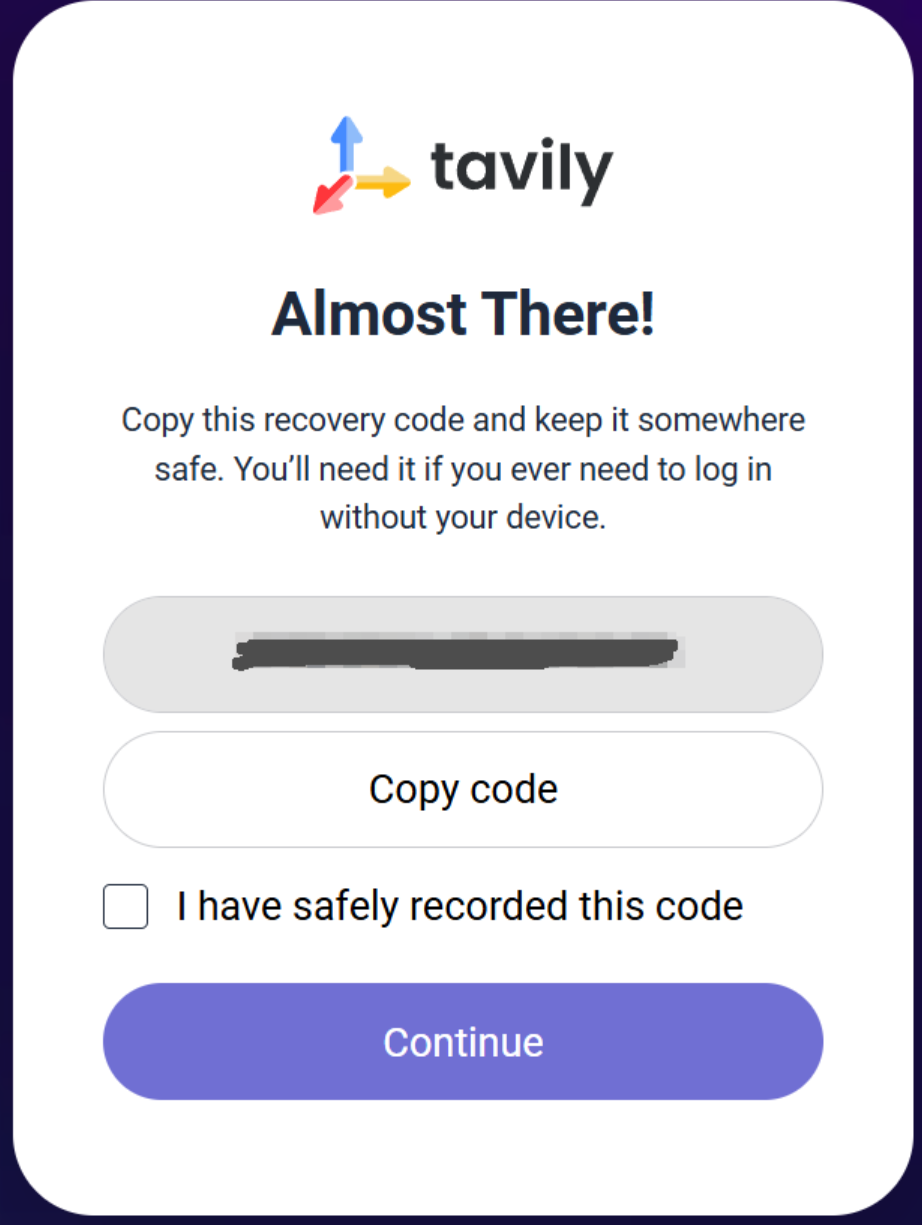 tavily
Almost There!
Copy this recovery code and keep it somewhere
safe. You’ll need it if you ever need to log in
without your device.
Copy code
I have safely recorded this code
Continue